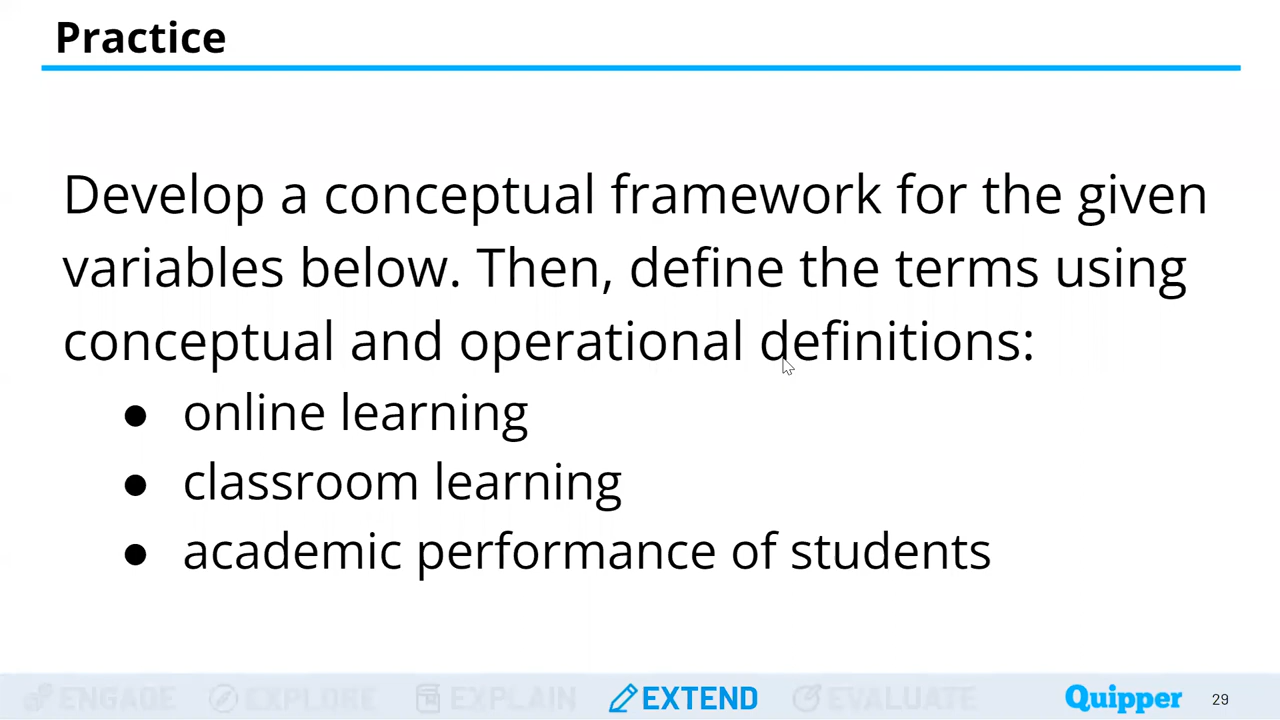 Practice
Develop a conceptual framework for the given
variables below. Then, define the terms using
conceptual and operational definitions:
● online learning
● classroom learning
● academic performance of students
ENGAGE EXPLORE EXPLAIN EXTEND EVALUATE Quipper 29